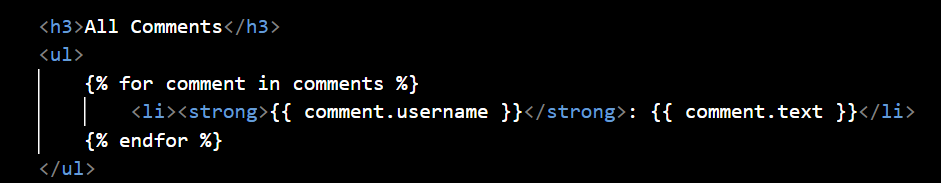 <h3>All Comments</h3>
<ul>
    {% for comment in comments %}
        <li><strong>{{ comment.username }}</strong>: {{ comment.text }}</li>
    {% endfor %}
</ul>